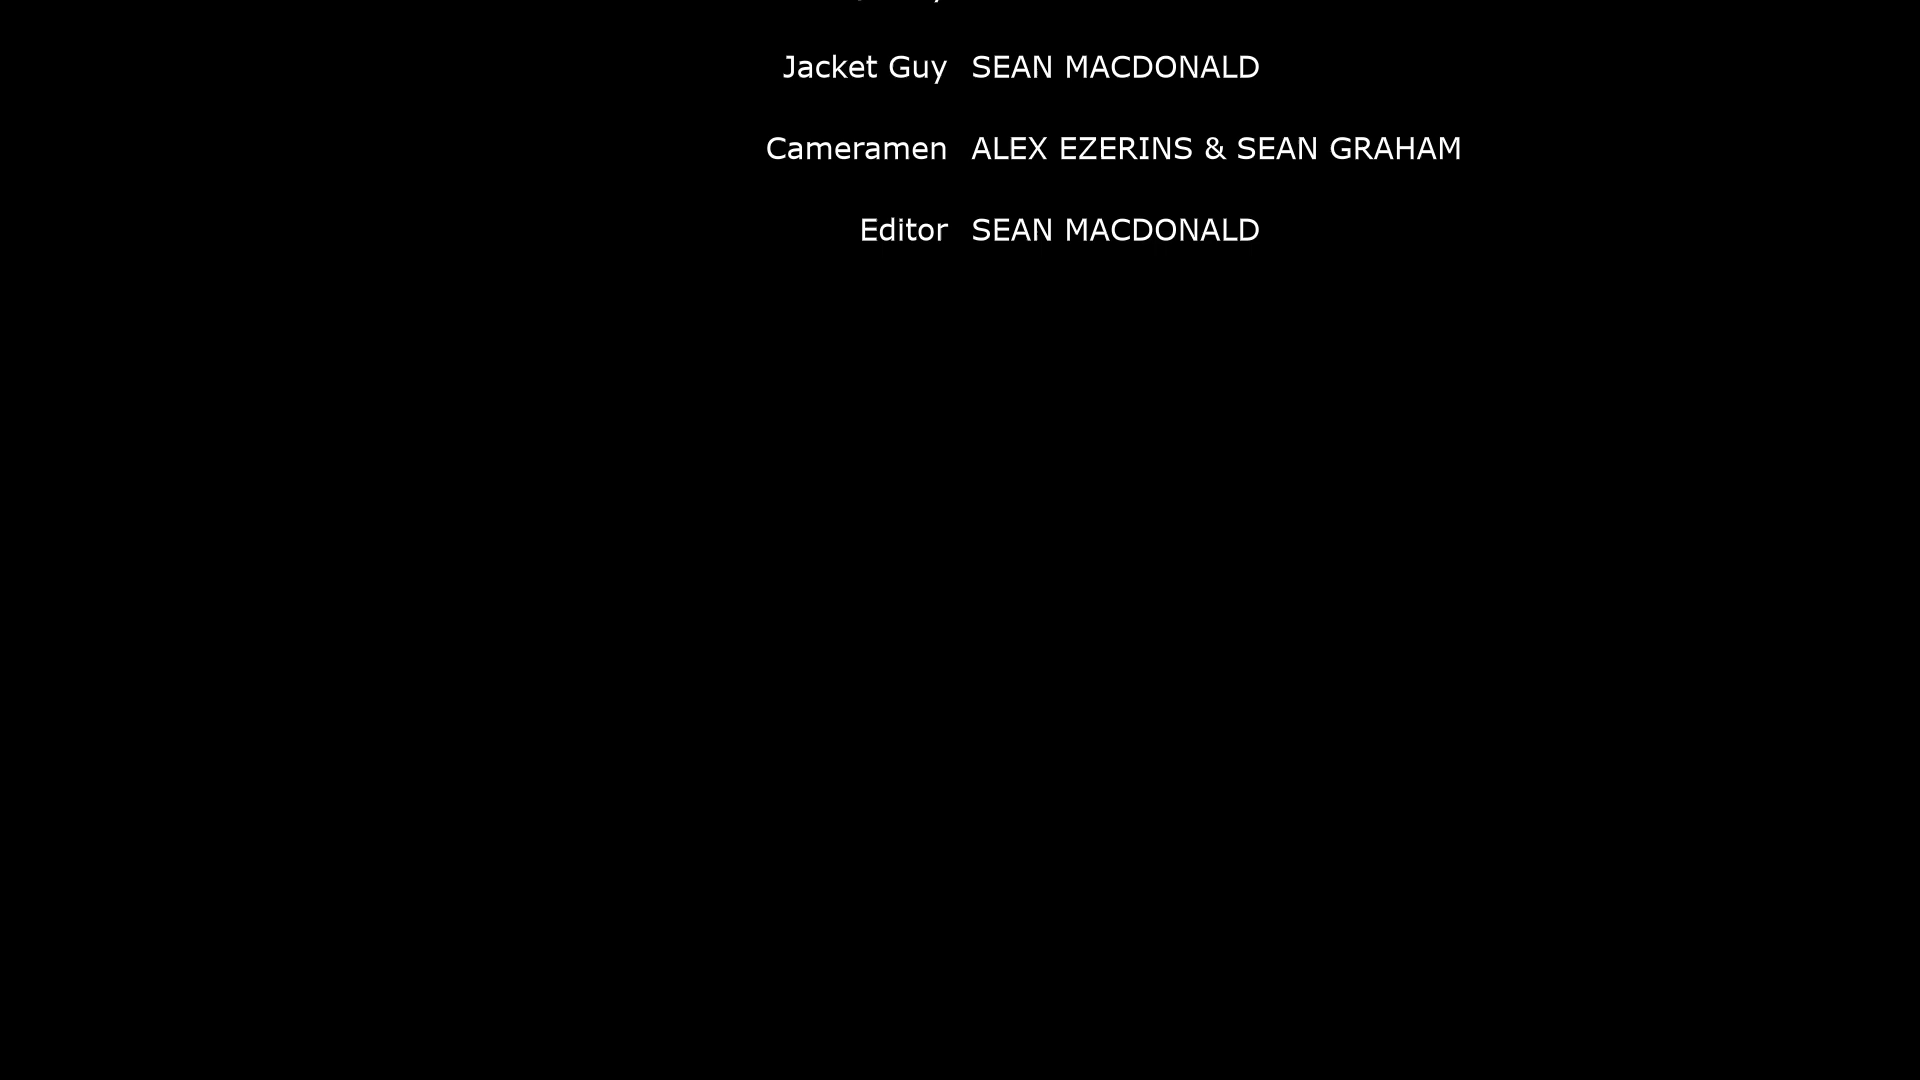 Jacket Guy SEAN MACDONALD
Cameramen ALEX EZERINS & SEAN GRAHAM
Editor SEAN MACDONALD